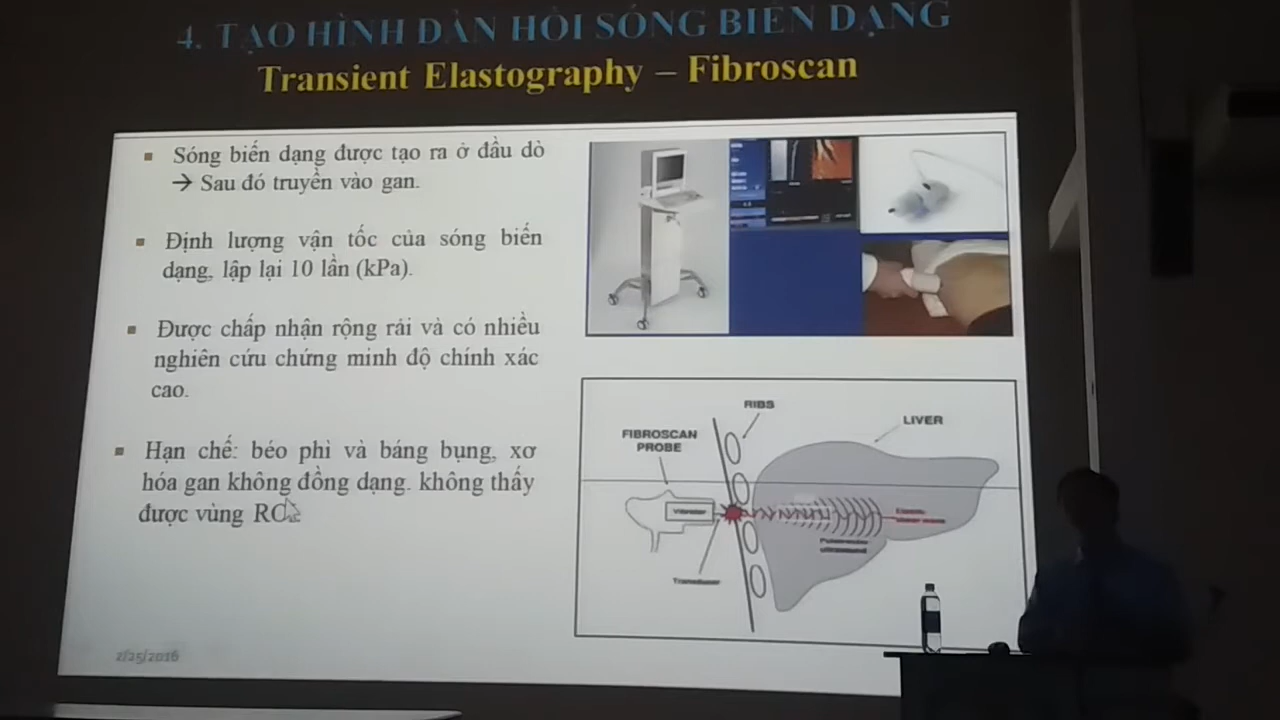 4. TẠO HÌNH ĐÀN HỒI SÓNG BIẾN DẠNG
Transient Elastography – Fibroscan
Sóng biến dạng được tạo ra ở đầu dò
→ Sau đó truyền vào gan.
Định lượng vận tốc của sóng biến
dạng, lập lại 10 lần (kPa).
Được chấp nhận rộng rải và có nhiều
nghiên cứu chứng minh độ chính xác
cao.
Hạn chế: béo phì và báng bụng, xơ
hóa gan không đồng dạng. không thấy
được vùng
RIBS
LIVER
FIBROSCAN
PROBE
Vibrator
Transducer
2/25/2016